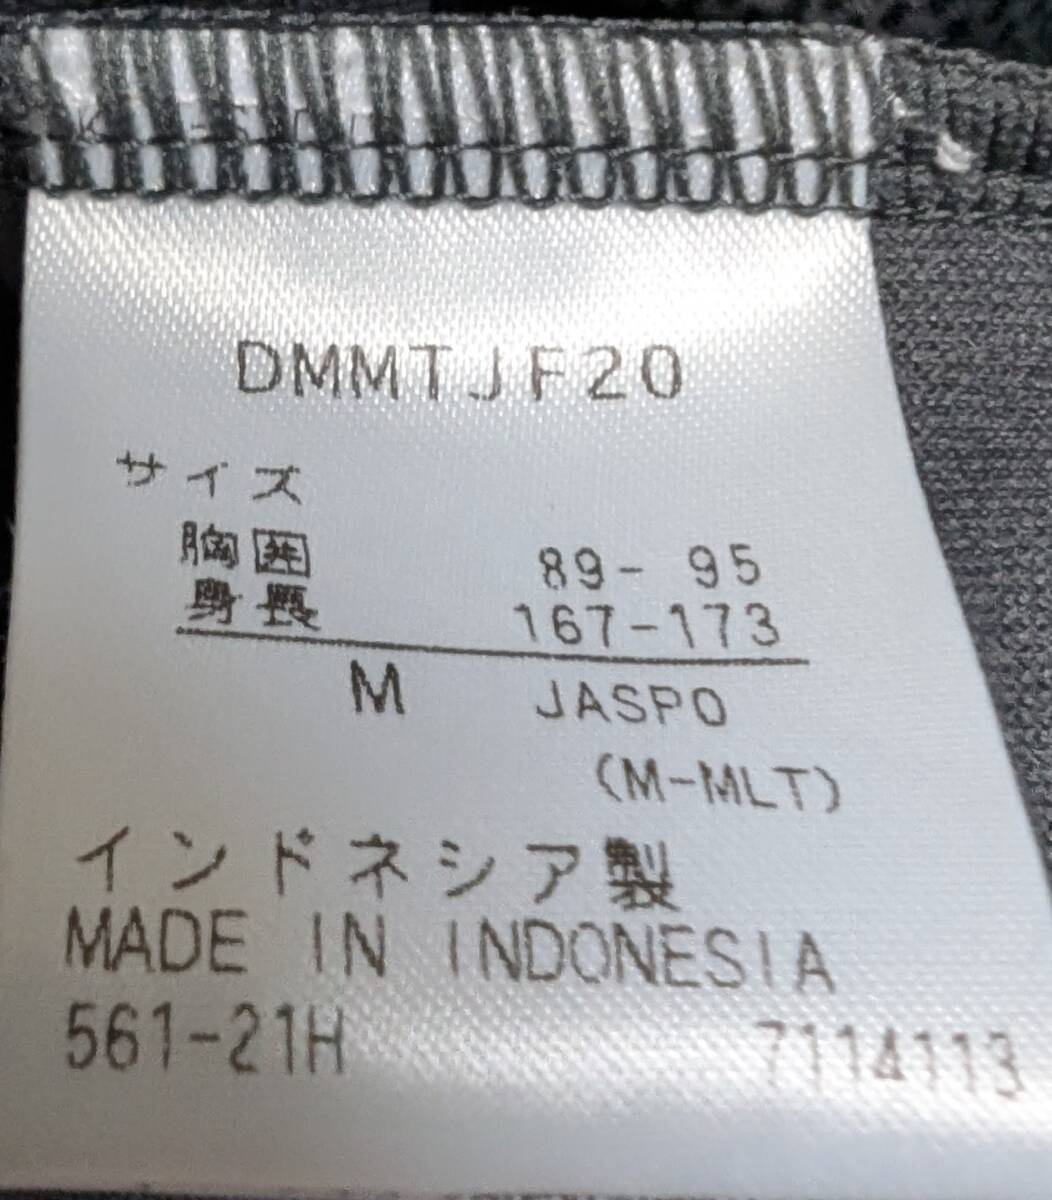 DMMTJF20
サイズ
胸囲 89- 95
身長 167-173
M JASPO
(M-MLT)
インドネシア製
MADE IN INDONESIA
561-21H 7114113